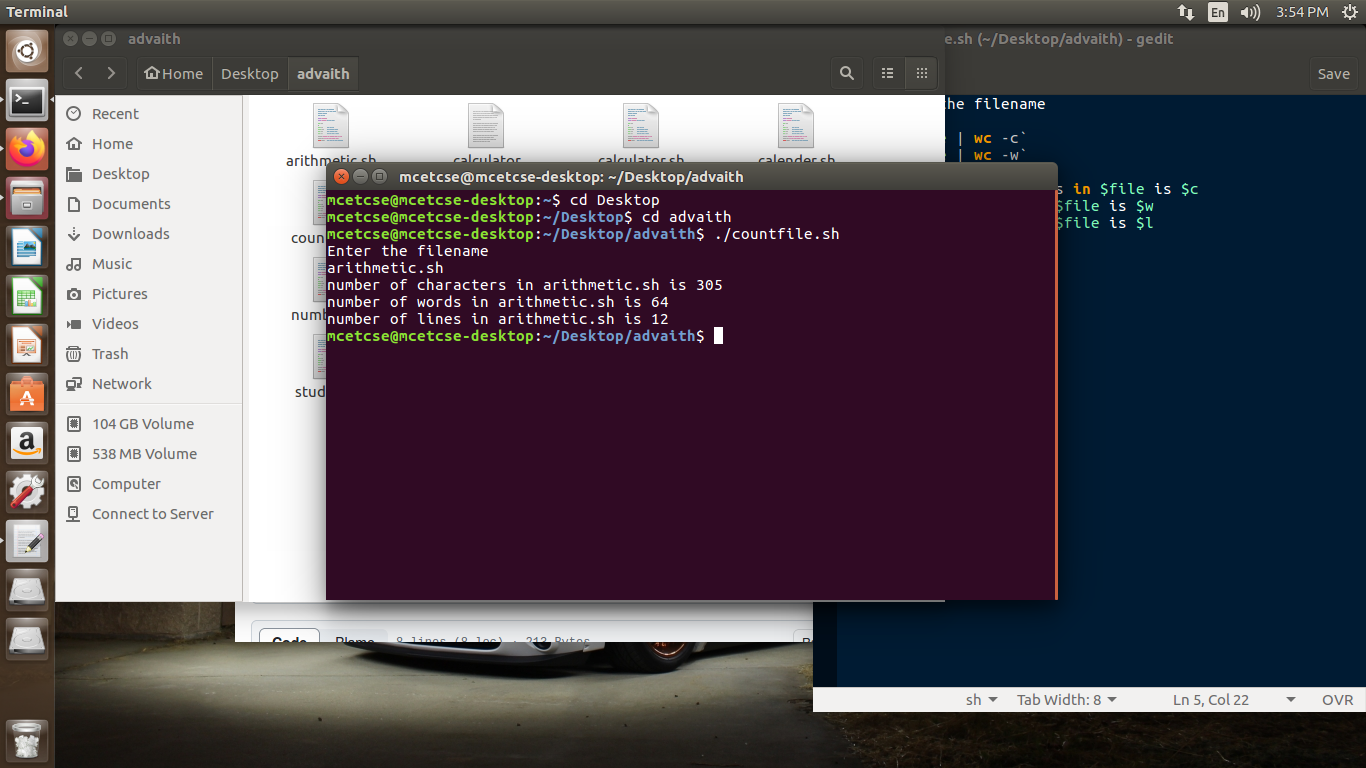 Terminal
En
3:54 PM
advaith
e.sh (~/Desktop/advaith) - gedit
Home
Desktop
advaith
Save
Recent
Home
Desktop
Documents
Downloads
Music
Pictures
Videos
Trash
Network
104 GB Volume
538 MB Volume
Computer
Connect to Server
arithmetic.sh
calculator
calculator.sh
calender.sh
coun
num
stud
he filename
| wc -c`
| wc -w`
s in $file is $c
$file is $w
$file is $l
mcetcse@mcetcse-desktop: ~/Desktop/advaith
mcetcse@mcetcse-desktop:~$ cd Desktop
mcetcse@mcetcse-desktop:~/Desktop$ cd advaith
mcetcse@mcetcse-desktop:~/Desktop/advaith$ ./countfile.sh
Enter the filename
arithmetic.sh
number of characters in arithmetic.sh is 305
number of words in arithmetic.sh is 64
number of lines in arithmetic.sh is 12
mcetcse@mcetcse-desktop:~/Desktop/advaith$
Code
Blame
8 lines (8 loc) · 213 Bytes
sh
Tab Width: 8
Ln 5, Col 22
OVR